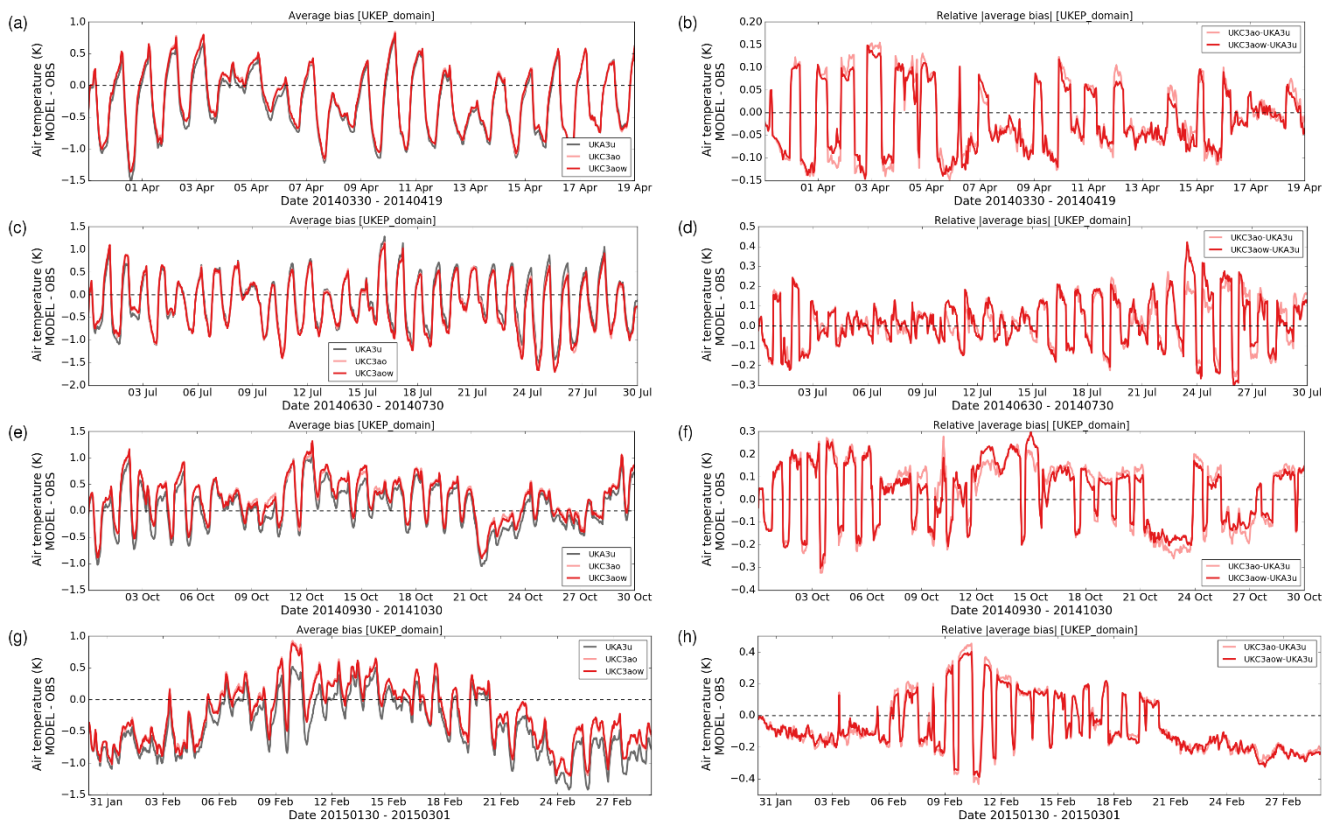 (a)
Average bias [UKEP_domain]
Air temperature (K)
MODEL - OBS
1.0
0.5
0.0
−0.5
−1.0
−1.5
UKA3u
UKC3ao
UKC3aow
01 Apr 03 Apr 05 Apr 07 Apr 09 Apr 11 Apr 13 Apr 15 Apr 17 Apr 19 Apr
Date 20140330 - 20140419
(b)
Relative |average bias| [UKEP_domain]
Air temperature (K)
MODEL - OBS
0.20
0.15
0.10
0.05
0.00
−0.05
−0.10
0.15
UKC3ao-UKA3u
UKC3aow-UKA3u
01 Apr 03 Apr 05 Apr 07 Apr 09 Apr 11 Apr 13 Apr 15 Apr 17 Apr 19 Apr
Date 20140330 - 20140419
(c)
Average bias [UKEP_domain]
Air temperature (K)
MODEL - OBS
1.5
1.0
0.5
0.0
−0.5
−1.0
−1.5
−2.0
UKA3u
UKC3ao
UKC3aow
03 Jul 06 Jul 09 Jul 12 Jul 15 Jul 18 Jul 21 Jul 24 Jul 27 Jul 30 Jul
Date 20140630 - 20140730
(d)
Relative |average bias| [UKEP_domain]
Air temperature (K)
MODEL - OBS
0.5
0.4
0.3
0.2
0.1
0.0
−0.1
−0.2
−0.3
UKC3ao-UKA3u
UKC3aow-UKA3u
03 Jul 06 Jul 09 Jul 12 Jul 15 Jul 18 Jul 21 Jul 24 Jul 27 Jul 30 Jul
Date 20140630 - 20140730
(e)
Average bias [UKEP_domain]
Air temperature (K)
MODEL - OBS
1.5
1.0
0.5
0.0
−0.5
−1.0
−1.5
UKA3u
UKC3ao
UKC3aow
03 Oct 06 Oct 09 Oct 12 Oct 15 Oct 18 Oct 21 Oct 24 Oct 27 Oct 30 Oct
Date 20140930 - 20141030
(f)
Relative |average bias| [UKEP_domain]
Air temperature (K)
MODEL - OBS
0.3
0.2
0.1
0.0
−0.1
−0.2
−0.3
−0.4
UKC3ao-UKA3u
UKC3aow-UKA3u
03 Oct 06 Oct 09 Oct 12 Oct 15 Oct 18 Oct 21 Oct 24 Oct 27 Oct 30 Oct
Date 20140930 - 20141030
(g)
Average bias [UKEP_domain]
Air temperature (K)
MODEL - OBS
1.0
0.5
0.0
−0.5
−1.0
−1.5
UKA3u
UKC3ao
UKC3aow
31 Jan 03 Feb 06 Feb 09 Feb 12 Feb 15 Feb 18 Feb 21 Feb 24 Feb 27 Feb
Date 20150130 - 20150301
(h)
Relative |average bias| [UKEP_domain]
Air temperature (K)
MODEL - OBS
0.4
0.2
0.0
−0.2
−0.4
UKC3ao-UKA3u
UKC3aow-UKA3u
31 Jan 03 Feb 06 Feb 09 Feb 12 Feb 15 Feb 18 Feb 21 Feb 24 Feb 27 Feb
Date 20150130 - 20150301